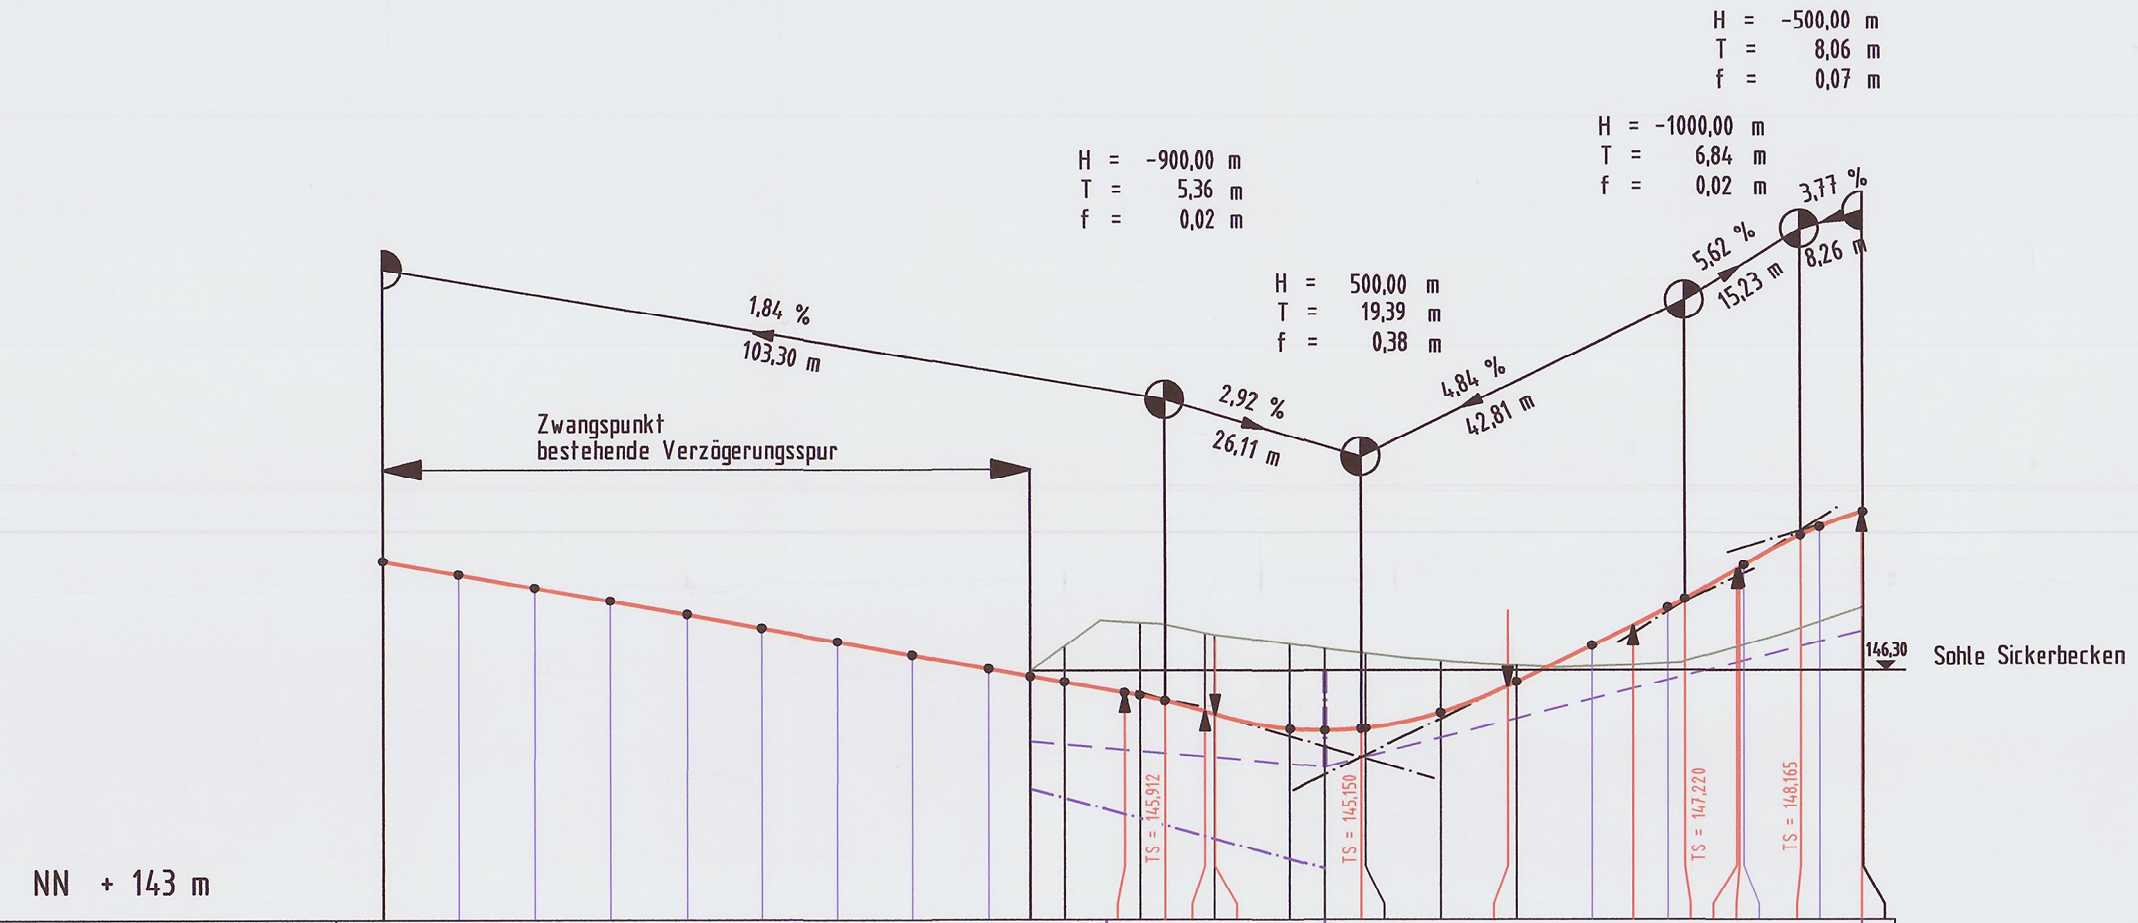 H = -500,00 m
T = 8,06 m
f = 0,07 m
H = -1000,00 m
T = 6,84 m
f = 0,02 m
H = -900,00 m
T = 5,36 m
f = 0,02 m
3,77 %
8,26 m
5,62 %
15,23 m
H = 500,00 m
T = 19,39 m
f = 0,38 m
1,84 %
103,30 m
2,92 %
26,11 m
4,84 %
42,81 m
Zwangspunkt
bestehende Verzögerungsspur
146,30
Sohle Sickerbecken
TS = 145,912
TS = 145,150
TS = 147,220
TS = 148,165
NN + 143 m